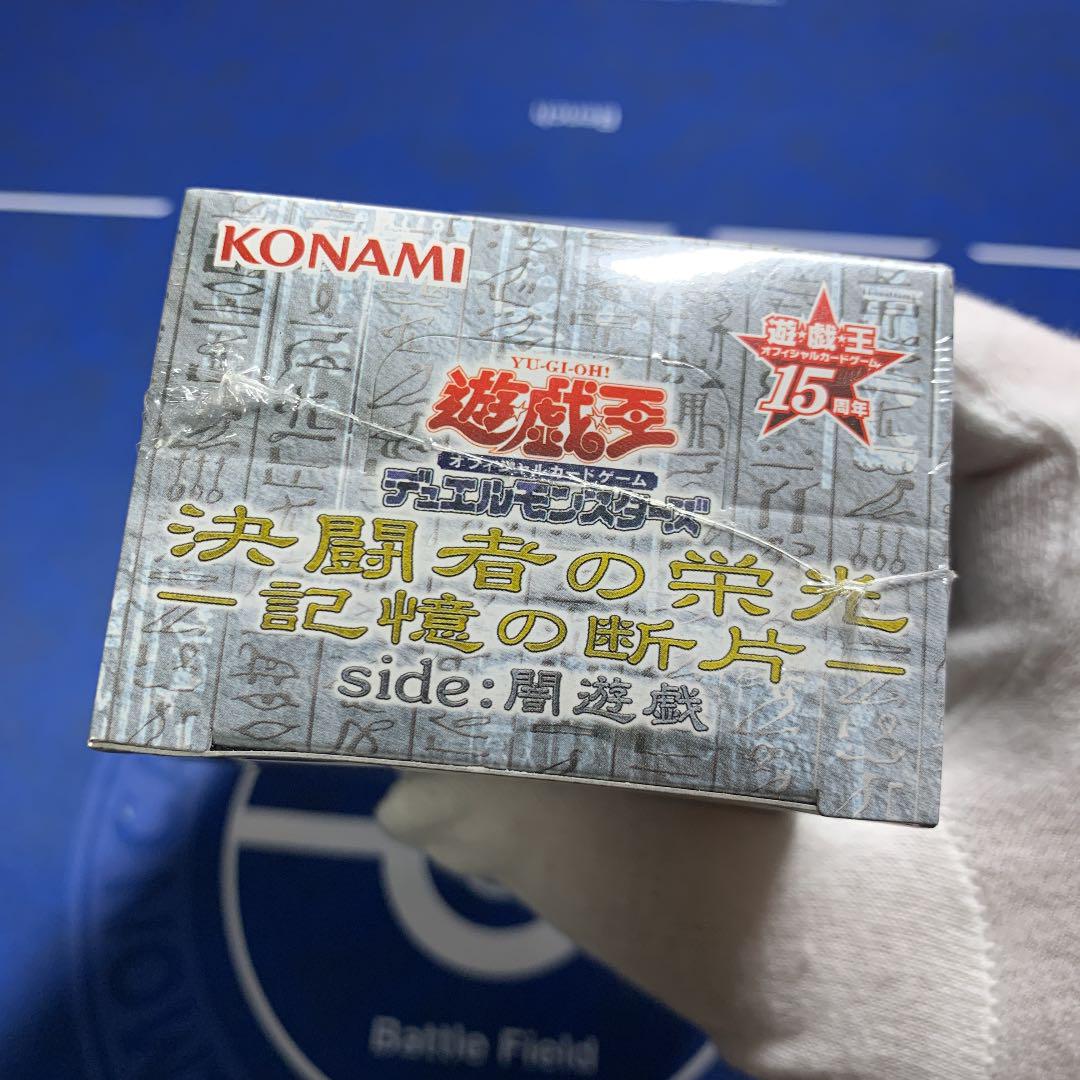 KONAMI
遊戯王
オフィシャルカードゲーム
15周年
YU-GI-OH!
遊戯王
オフィシャルカードゲーム
デュエルモンスターズ
決闘者の栄光
―記憶の断片―
side:闇遊戯
Battle Field